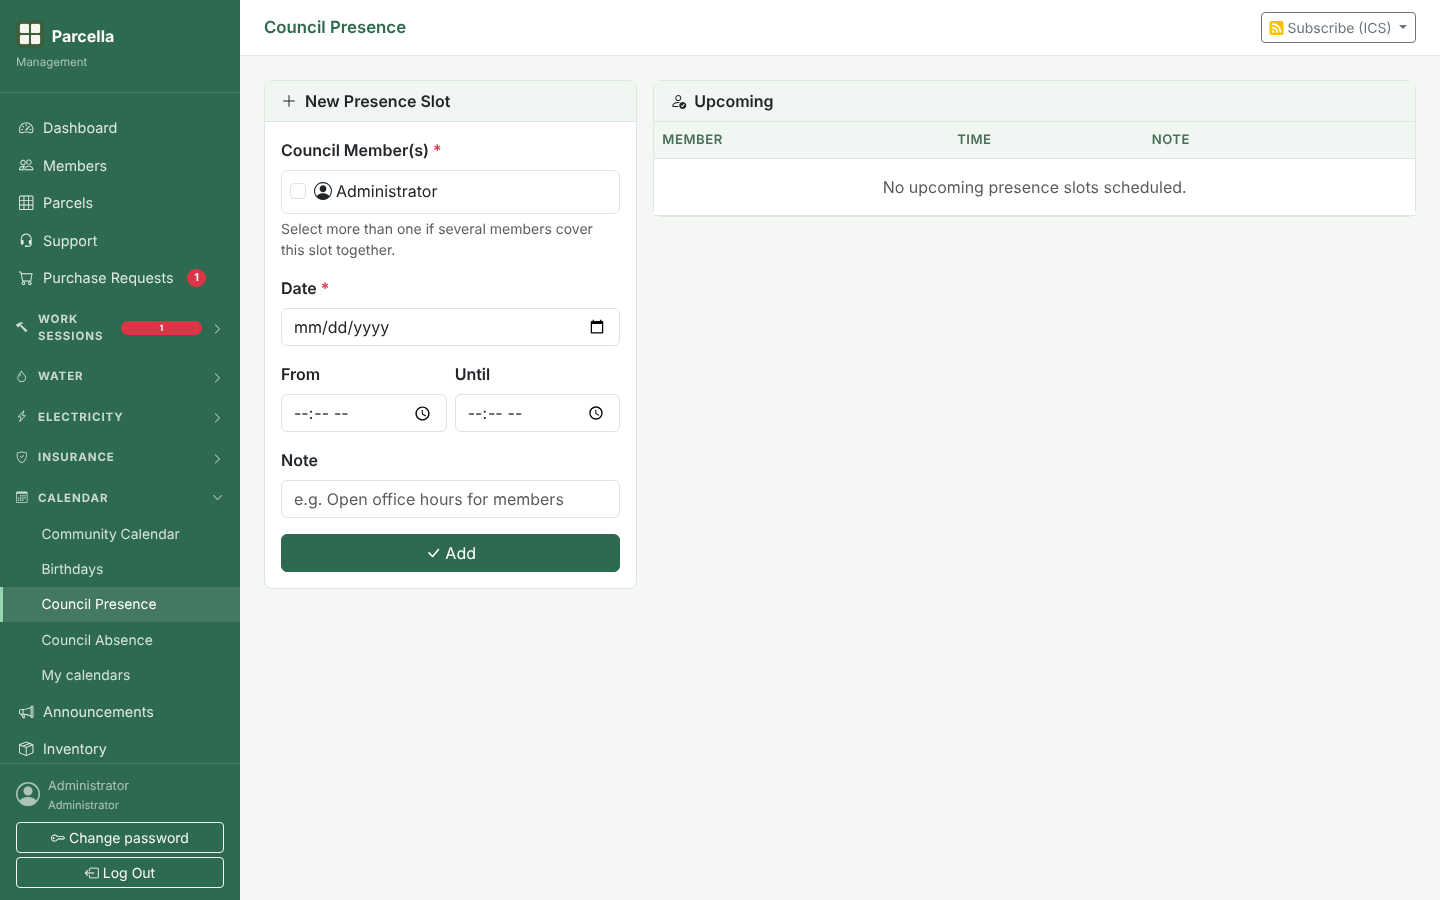 Parcella
Management
Dashboard
Members
Parcels
Support
Purchase Requests 1
WORK
SESSIONS 1
WATER
ELECTRICITY
INSURANCE
CALENDAR
Community Calendar
Birthdays
Council Presence
Council Absence
My calendars
Announcements
Inventory
Administrator
Administrator
Change password
Log Out
Council Presence
Subscribe (ICS)
New Presence Slot
Council Member(s) *
Administrator
Select more than one if several members cover
this slot together.
Date *
mm/dd/yyyy
From Until
--:-- -- --:-- --
Note
e.g. Open office hours for members
Add
Upcoming
MEMBER TIME NOTE
No upcoming presence slots scheduled.